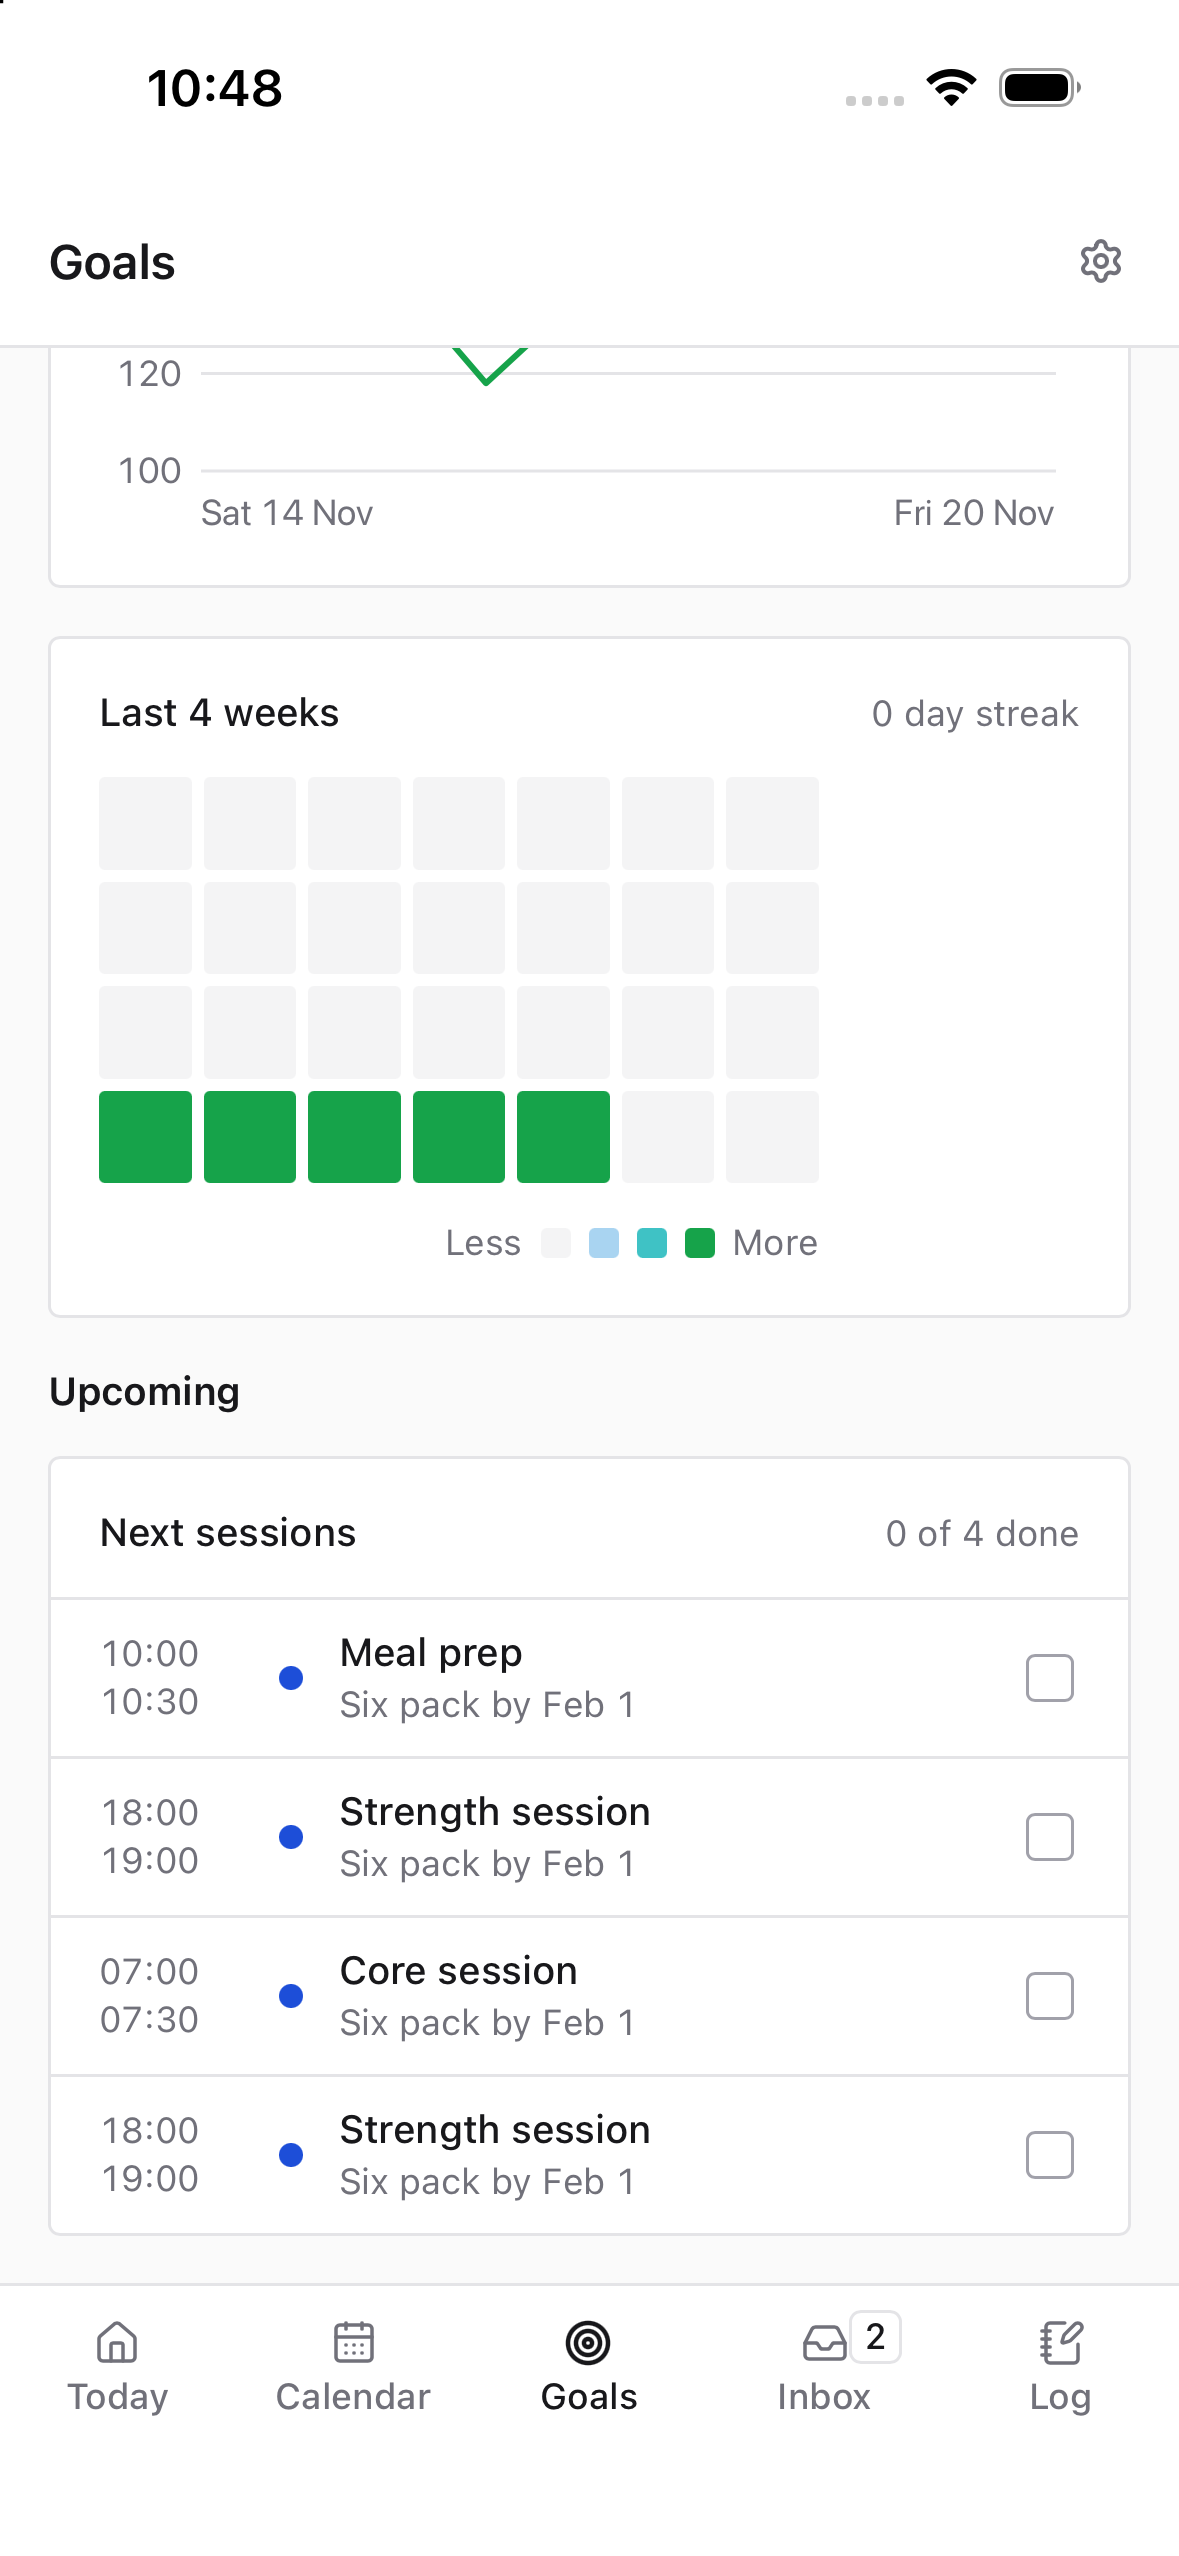 10:48
Goals
120
100
Sat 14 Nov Fri 20 Nov
Last 4 weeks 0 day streak
Less More
Upcoming
Next sessions 0 of 4 done
10:00 Meal prep
10:30 Six pack by Feb 1
18:00 Strength session
19:00 Six pack by Feb 1
07:00 Core session
07:30 Six pack by Feb 1
18:00 Strength session
19:00 Six pack by Feb 1
2
Today Calendar Goals Inbox Log